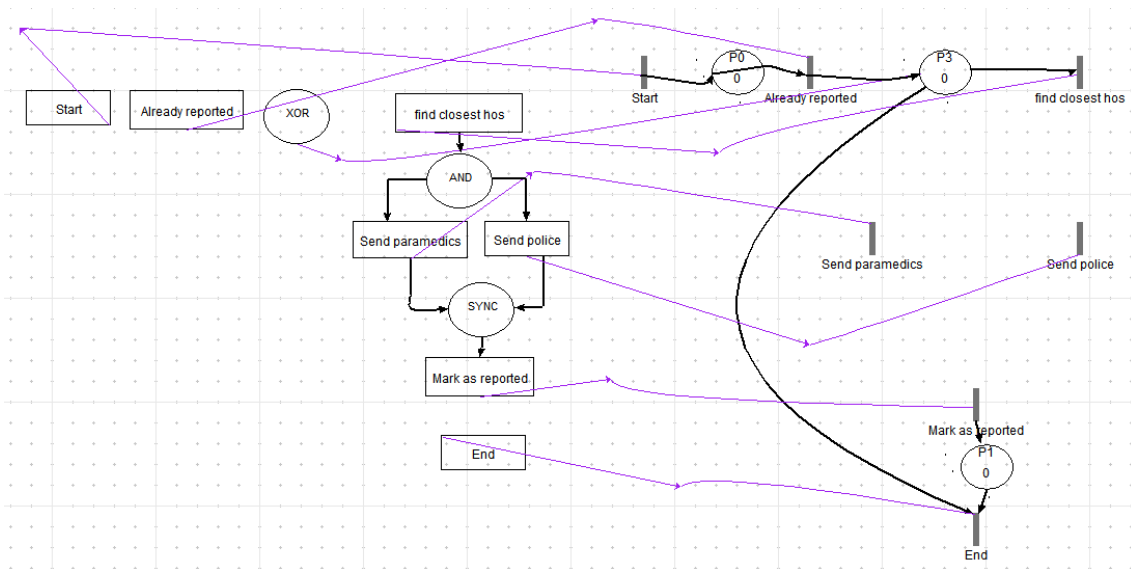 P0
0
P3
0
Start
Already reported
find closest hos
Start
Already reported
XOR
find closest hos
AND
Send paramedics
Send police
Send paramedics
Send police
SYNC
Mark as reported
Mark as reported
End
P1
0
End